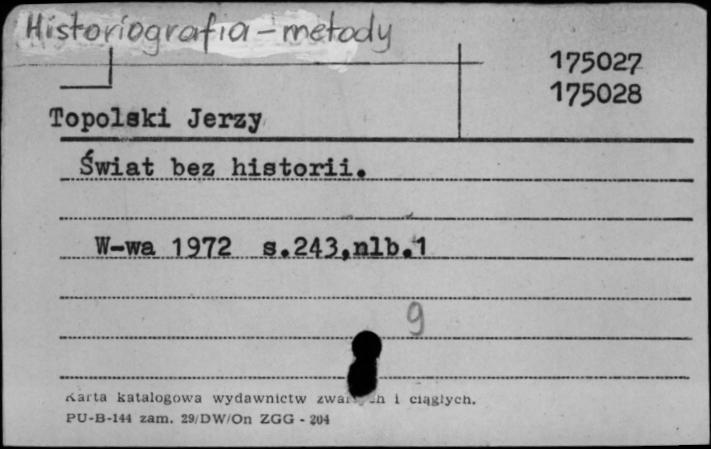 Historiografia - metody
175027
175028
Topolski Jerzy
Świat bez historii.
W-wa 1972 s.243,nlb.1
9
Karta katalogowa wydawnictw i ciągłych.
PU-B-144 zam. 29/DW/On ZGG - 204